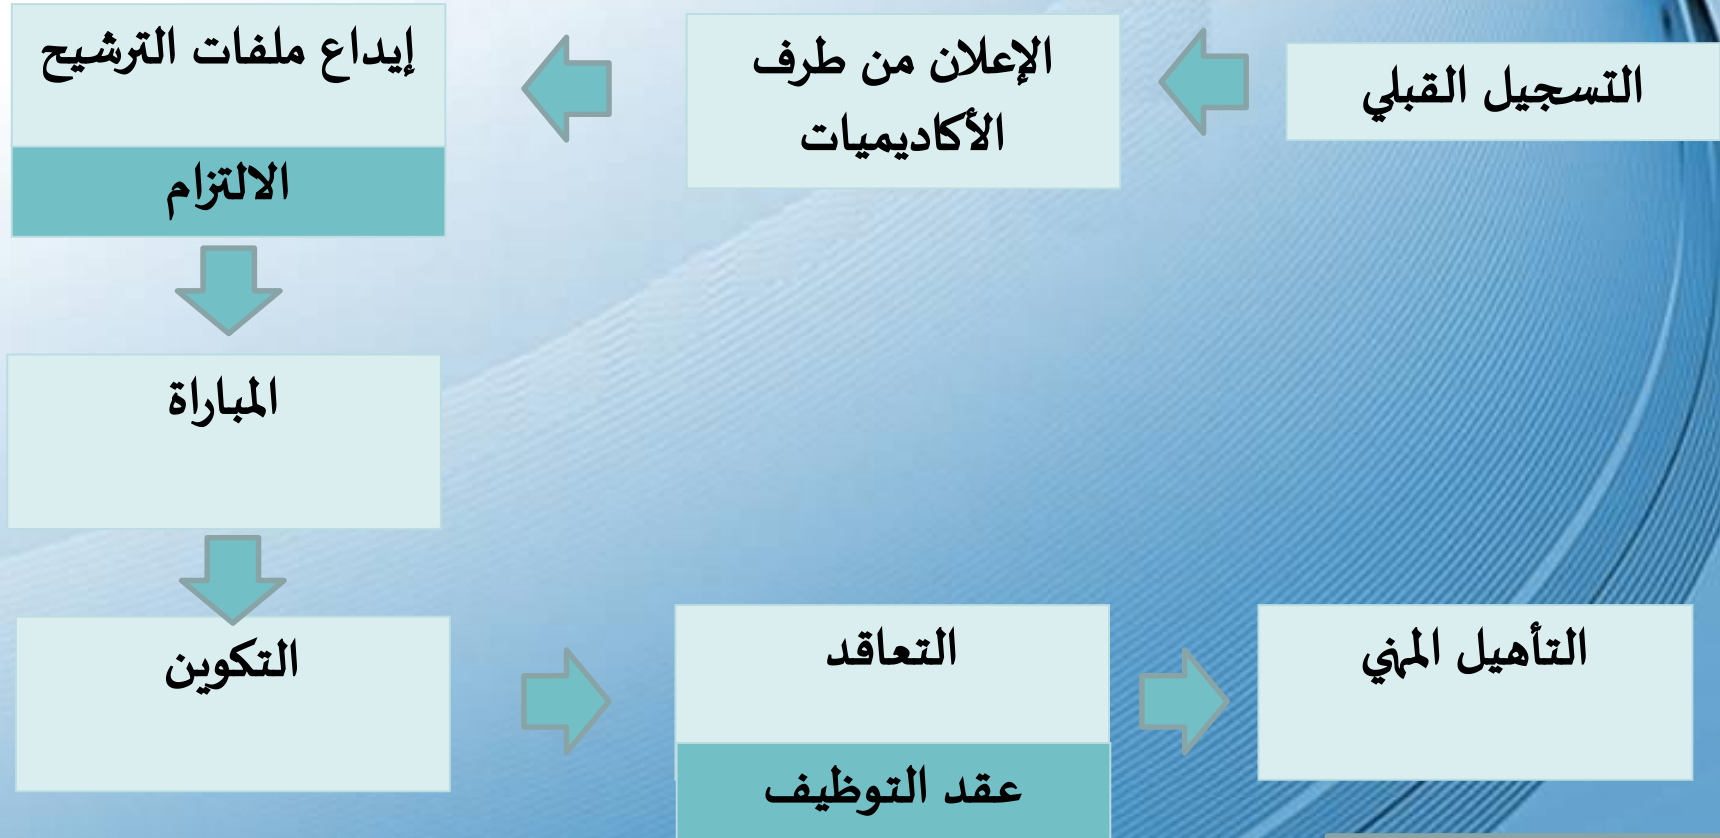 التسجيل القبلي
الإعلان من طرف
الأكاديميات
إيداع ملفات الترشيح
الالتزام
المباراة
التكوين
التعاقد
عقد التوظيف
التأهيل المهني